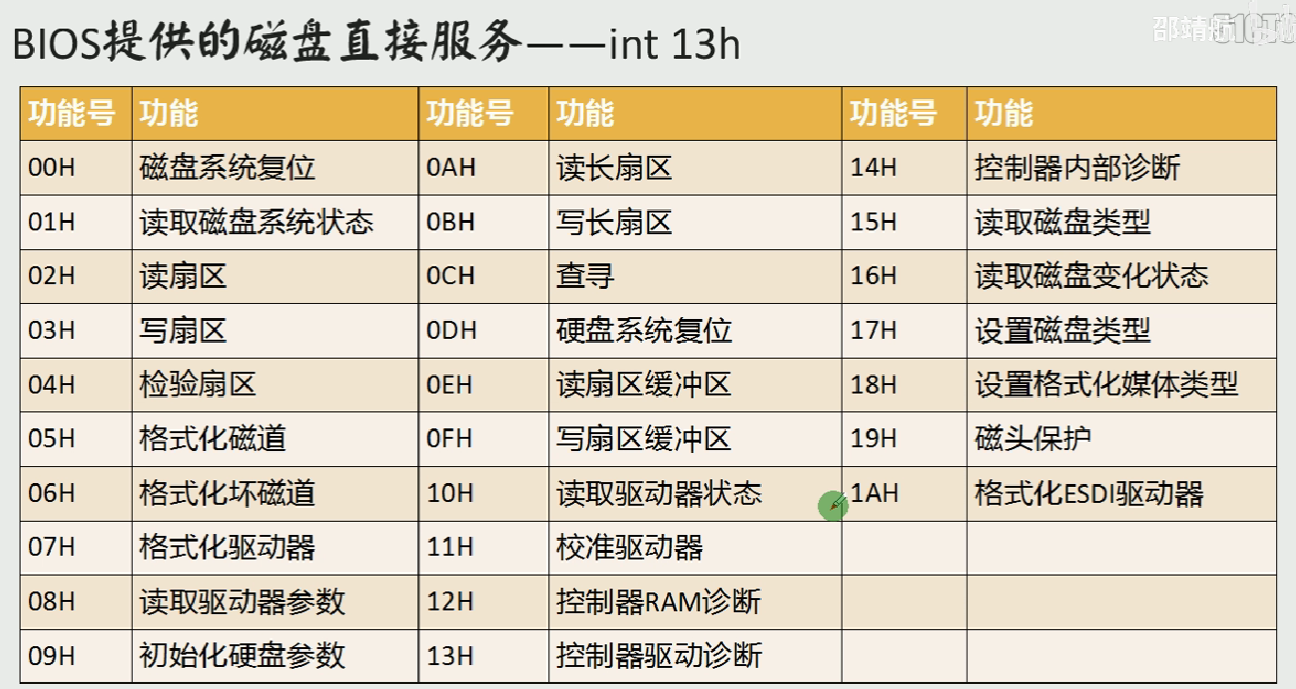 BIOS提供的磁盘直接服务——int 13h
邵靖航
功能号 功能 功能号 功能 功能号 功能
00H 磁盘系统复位 0AH 读长扇区 14H 控制器内部诊断
01H 读取磁盘系统状态 0BH 写长扇区 15H 读取磁盘类型
02H 读扇区 0CH 查寻 16H 读取磁盘变化状态
03H 写扇区 0DH 硬盘系统复位 17H 设置磁盘类型
04H 检验扇区 0EH 读扇区缓冲区 18H 设置格式化媒体类型
05H 格式化磁道 0FH 写扇区缓冲区 19H 磁头保护
06H 格式化坏磁道 10H 读取驱动器状态 1AH 格式化ESDI驱动器
07H 格式化驱动器 11H 校准驱动器
08H 读取驱动器参数 12H 控制器RAM诊断
09H 初始化硬盘参数 13H 控制器驱动诊断